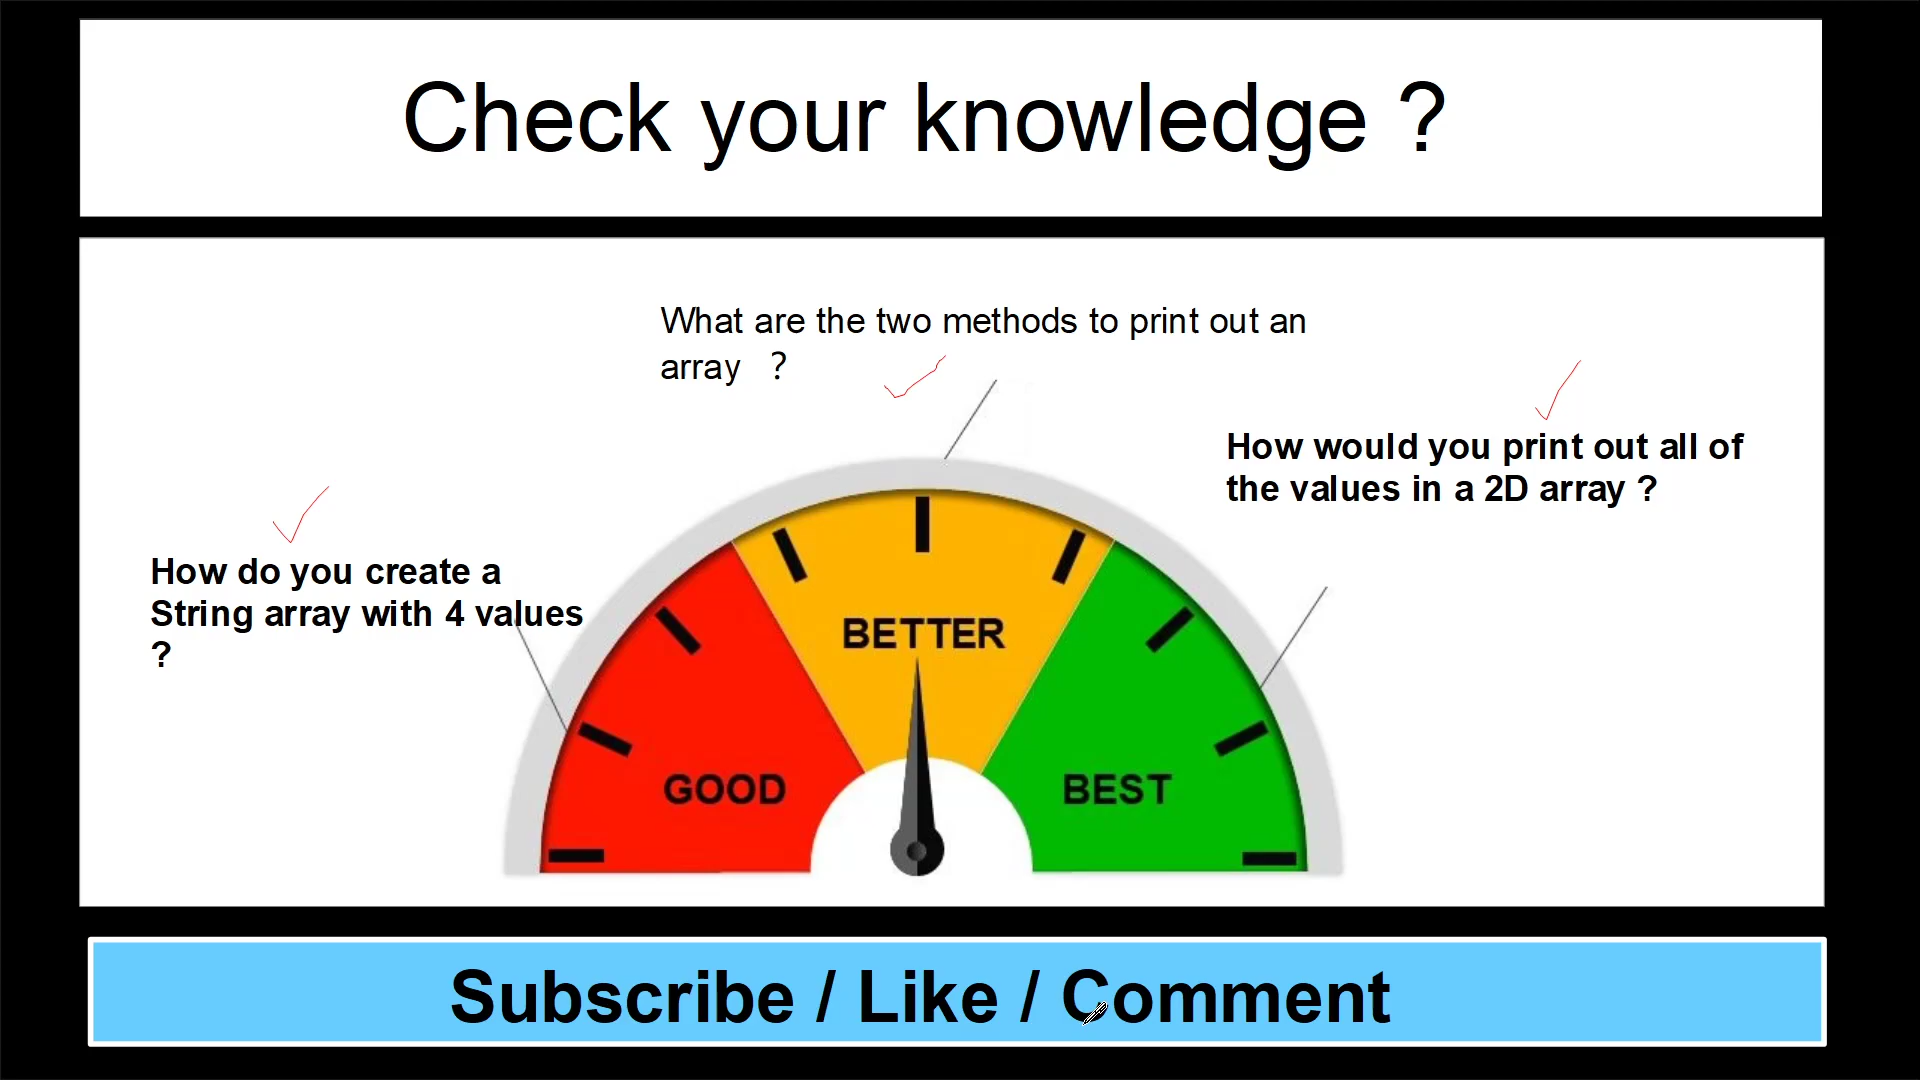 Check your knowledge ?
What are the two methods to print out an
array ?
How would you print out all of
the values in a 2D array ?
How do you create a
String array with 4 values
?
BETTER
GOOD
BEST
Subscribe / Like / Comment